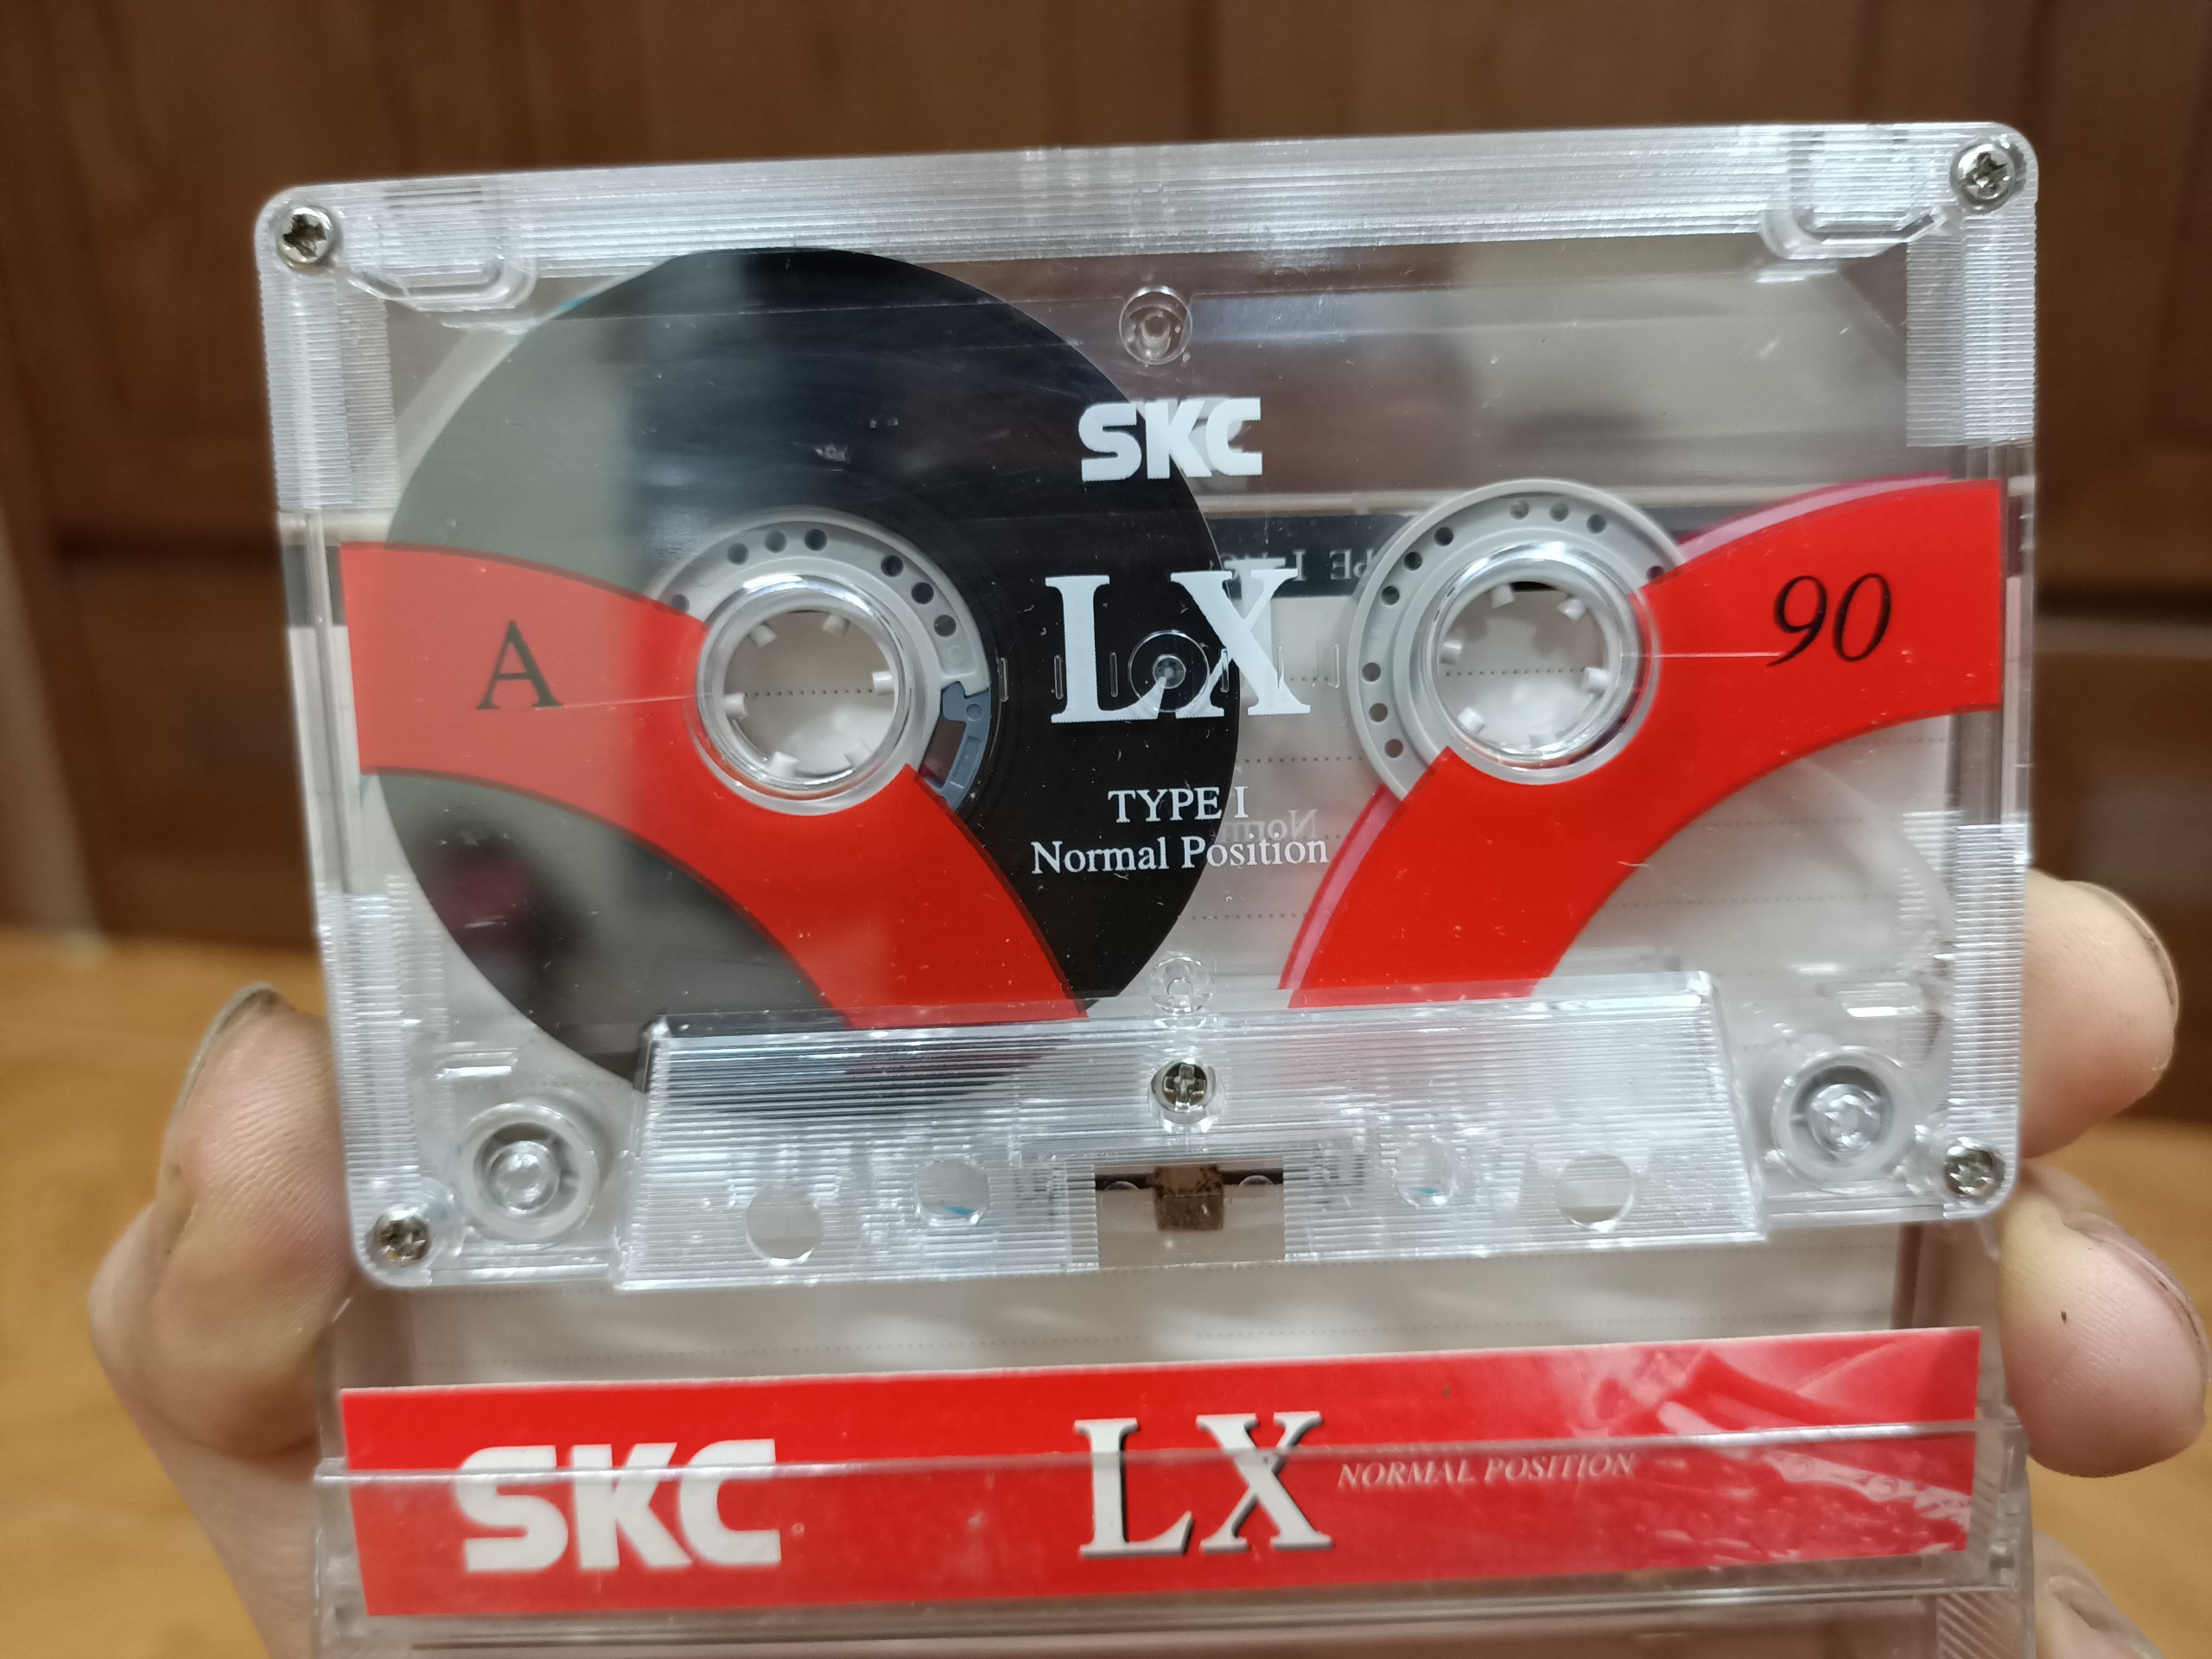 SKC
LX
A
90
TYPE I
Normal Position
SKC LX NORMAL POSITION